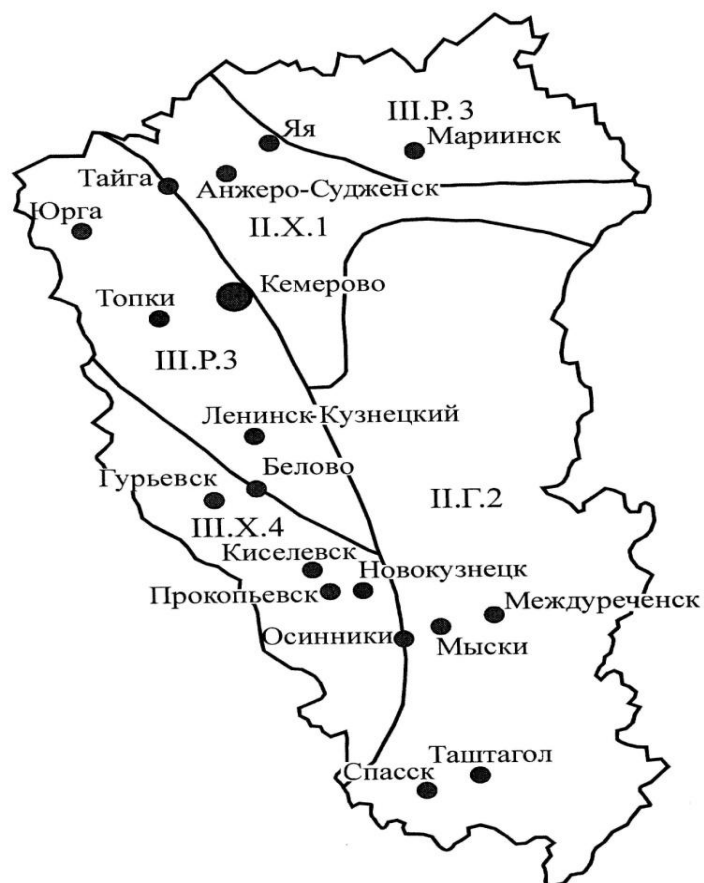 III.Р. 3
Яя
Мариинск
Тайга
Анжеро-Судженск
Юрга
II.Х.1
Кемерово
Топки
III.Р.3
Ленинск-Кузнецкий
Белово
Гурьевск
II.Г.2
III.Х.4
Киселевск
Новокузнецк
Прокопьевск
Междуреченск
Осинники
Мыски
Таштагол
Спасск